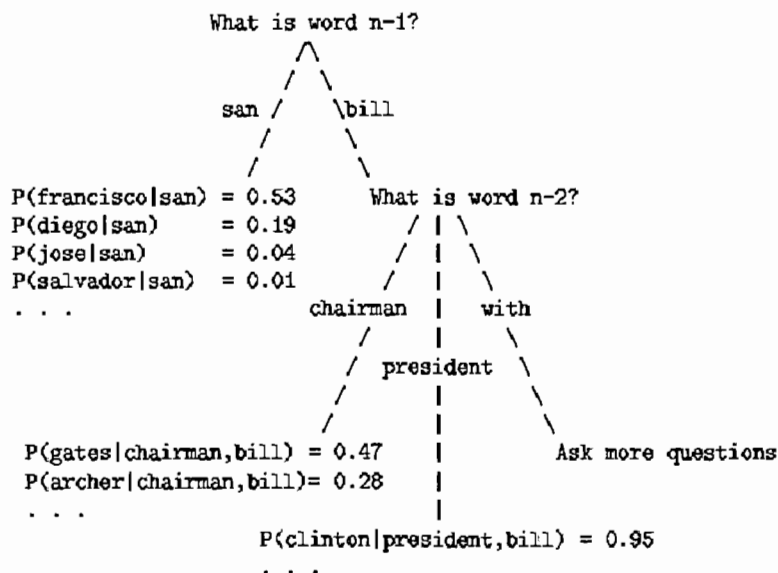 What is word n-1?
san bill
P(francisco|san) = 0.53 What is word n-2?
P(diego|san) = 0.19
P(jose|san) = 0.04
P(salvador|san) = 0.01
. . . chairman with
president
P(gates|chairman,bill) = 0.47 Ask more questions
P(archer|chairman,bill)= 0.28
. . .
P(clinton|president,bill) = 0.95
. . .